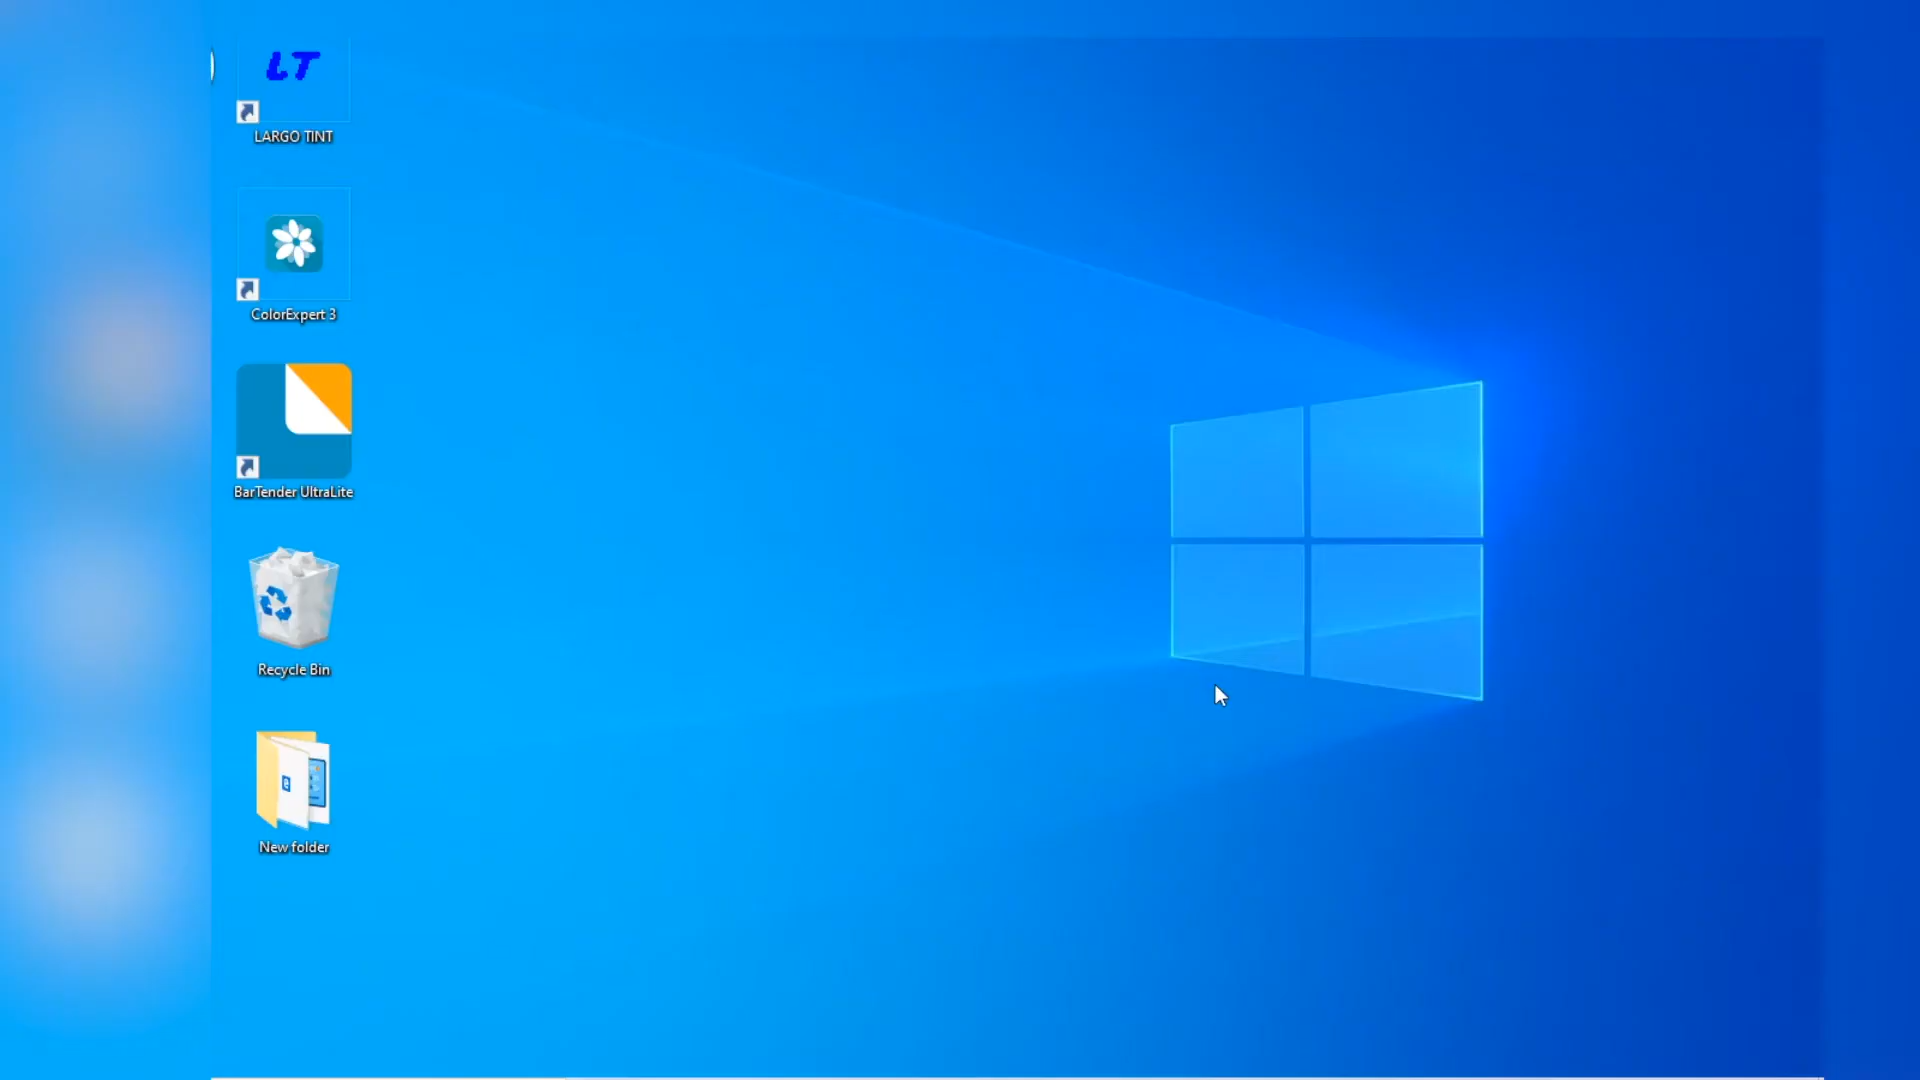 LT
LARGO TINT
ColorExpert 3
BarTender UltraLite
Recycle Bin
New folder